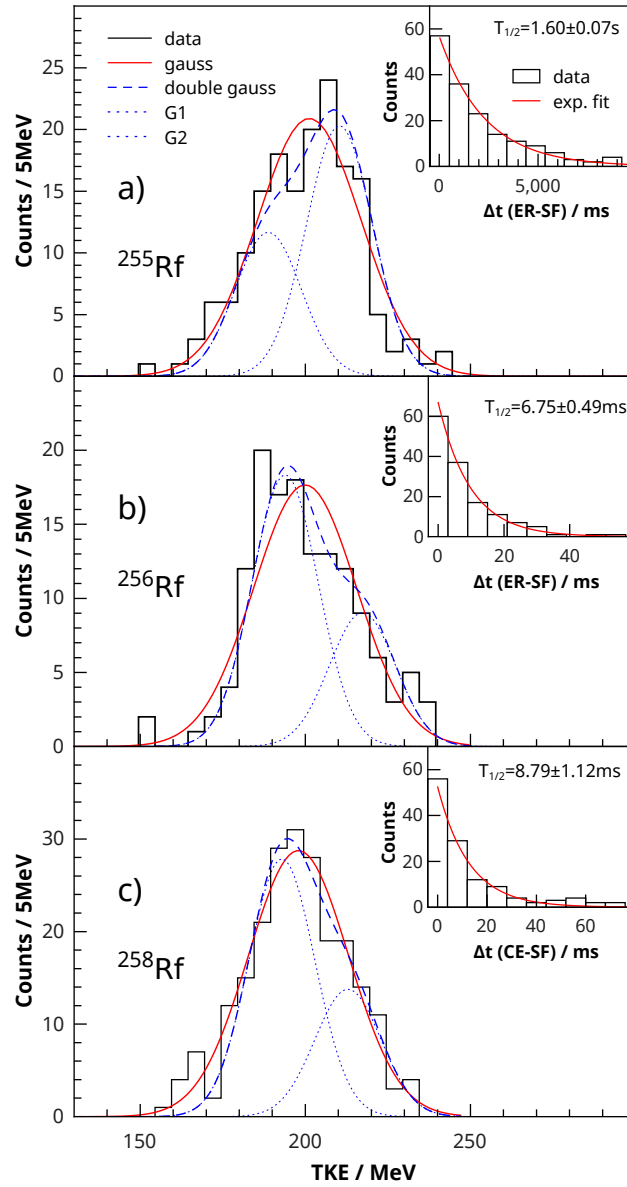 data
gauss
double gauss
G1
G2
a)
255Rf
Counts / 5MeV
0
5
10
15
20
25
T1/2=1.60±0.07s
data
exp. fit
Counts
0
20
40
60
0
5,000
Δt (ER-SF) / ms
b)
256Rf
Counts / 5MeV
0
5
10
15
20
T1/2=6.75±0.49ms
Counts
0
20
40
60
0
20
40
Δt (ER-SF) / ms
c)
258Rf
Counts / 5MeV
0
10
20
30
T1/2=8.79±1.12ms
Counts
0
20
40
60
0
20
40
60
Δt (CE-SF) / ms
150
200
250
TKE / MeV